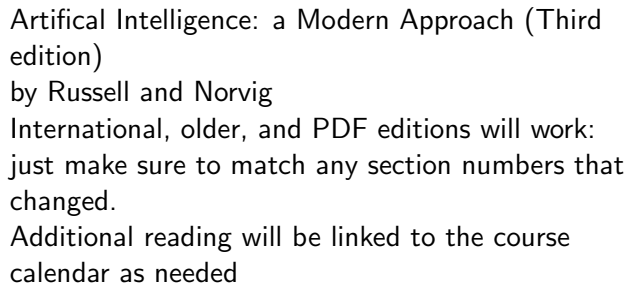 Artifical Intelligence: a Modern Approach (Third
edition)
by Russell and Norvig
International, older, and PDF editions will work:
just make sure to match any section numbers that
changed.
Additional reading will be linked to the course
calendar as needed